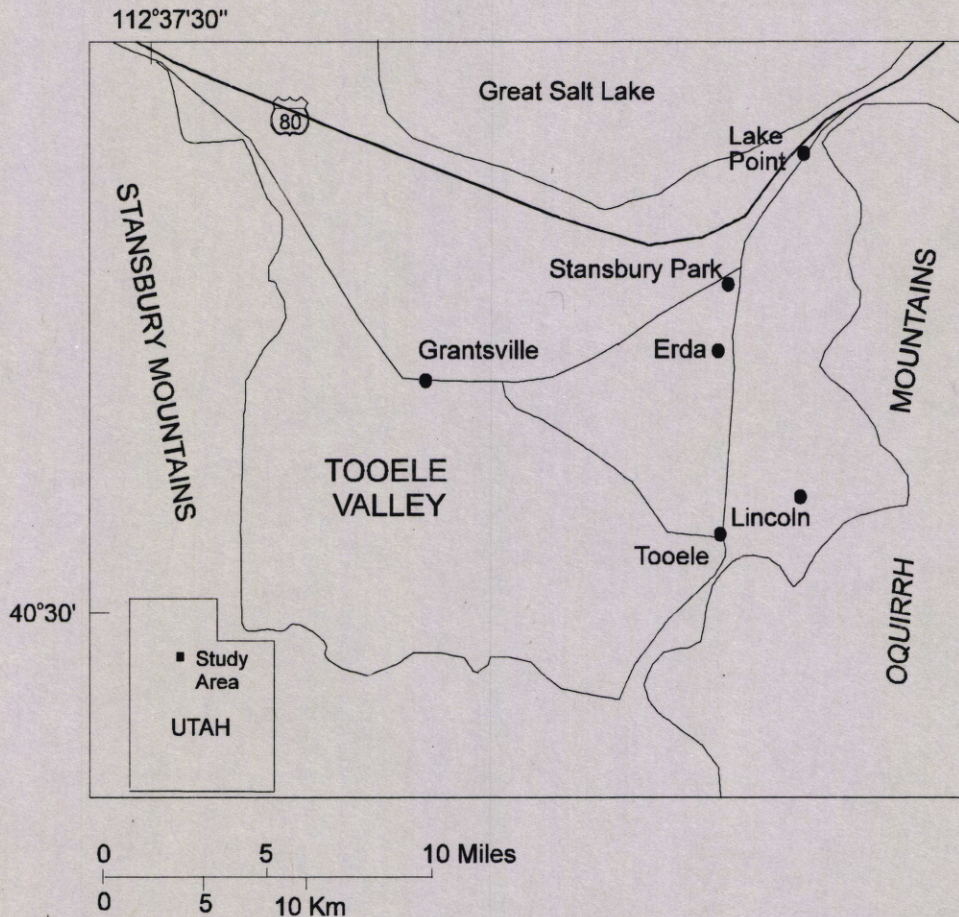 112°37'30"
Great Salt Lake
80
Lake
Point
STANSBURY MOUNTAINS
Stansbury Park
Grantsville
Erda
MOUNTAINS
TOOELE
VALLEY
Lincoln
Tooele
OQUIRRH
40°30'
Study
Area
UTAH
0 5 10 Miles
0 5 10 Km